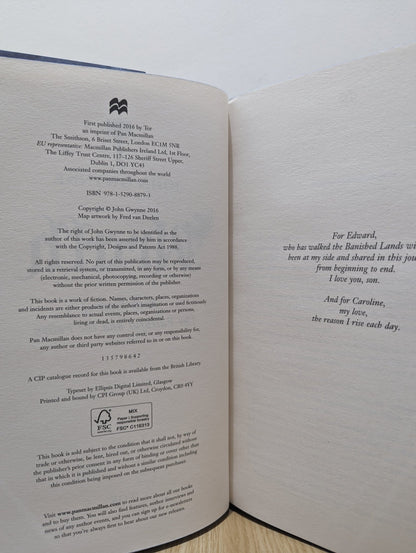 First published 2016 by Tor
an imprint of Pan Macmillan
The Smithson, 6 Briset Street, London EC1M 5NR
EU representative: Macmillan Publishers Ireland Ltd, 1st Floor,
The Liffey Trust Centre, 117–126 Sheriff Street Upper,
Dublin 1, DO1 YC43
Associated companies throughout the world
www.panmacmillan.com
ISBN 978-1-5290-8879-3
Copyright © John Gwynne 2016
Map artwork by Fred van Deelen
The right of John Gwynne to be identified as the
author of this work has been asserted by him in accordance
with the Copyright, Designs and Patents Act 1988.
All rights reserved. No part of this publication may be reproduced,
stored in a retrieval system, or transmitted, in any form, or by any means
(electronic, mechanical, photocopying, recording or otherwise)
without the prior written permission of the publisher.
This book is a work of fiction. Names, characters, places, organizations
and incidents are either products of the author's imagination or used fictitiously.
Any resemblance to actual events, places, organisations or persons,
living or dead, is entirely coincidental.
Pan Macmillan does not have any control over, or any responsibility for,
any author or third party websites referred to in or on this book.
1 3 5 7 9 8 6 4 2
A CIP catalogue record for this book is available from the British Library.
Typeset by Ellipsis Digital Limited, Glasgow
Printed and bound by CPI Group (UK) Ltd, Croydon, CR0 4YY
MIX
Paper | Supporting
responsible forestry
FSC
www.fsc.org
FSC® C116313
This book is sold subject to the condition that it shall not, by way of
trade or otherwise, be lent, hired out, or otherwise circulated without
the publisher's prior consent in any form of binding or cover other than
that in which it is published and without a similar condition including
this condition being imposed on the subsequent purchaser.
Visit www.panmacmillan.com to read more about all our books
and to buy them. You will also find features, author interviews and
news of any author events, and you can sign up for e-newsletters
so that you're always first to hear about our new releases.
For Edward,
who has walked the Banished Lands wi
been at my side and shared in this jou
from beginning to end.
I love you, son.
And for Caroline,
my love,
the reason I rise each day.